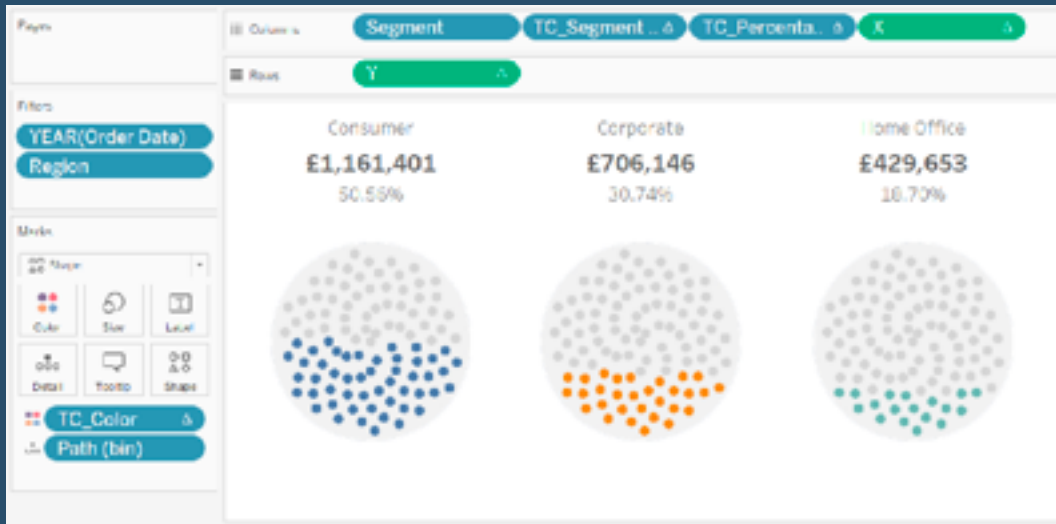 Pages
Columns
Segment
TC_Segment ..
TC_Percenta..
X
Rows
Y
Filters
YEAR(Order Date)
Region
Consumer
Corporate
Home Office
£1,161,401
£706,146
£429,653
50.56%
30.74%
18.70%
Marks
Shape
Color
Size
Label
Detail
Tooltip
Shape
TC_Color
Path (bin)